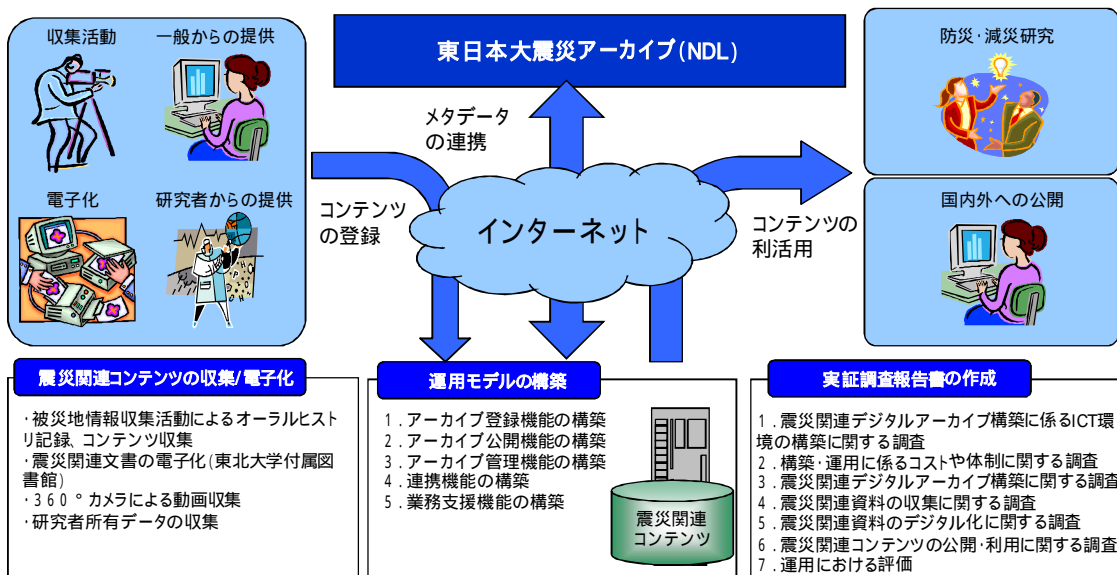 収集活動
一般からの提供
電子化
研究者からの提供
東日本大震災アーカイブ(NDL)
メタデータ
の連携
コンテンツ
の登録
インターネット
コンテンツの
利活用
防災・減災研究
国内外への公開
震災関連コンテンツの収集/電子化
・被災地情報収集活動によるオーラルヒスト
リ記録、コンテンツ収集
・震災関連文書の電子化(東北大学付属図
書館)
・360°カメラによる動画収集
・研究者所有データの収集
運用モデルの構築
1.アーカイブ登録機能の構築
2.アーカイブ公開機能の構築
3.アーカイブ管理機能の構築
4.連携機能の構築
5.業務支援機能の構築
震災関連
コンテンツ
実証調査報告書の作成
1.震災関連デジタルアーカイブ構築に係るICT環
境の構築に関する調査
2.構築・運用に係るコストや体制に関する調査
3.震災関連デジタルアーカイブ構築に関する調査
4.震災関連資料の収集に関する調査
5.震災関連資料のデジタル化に関する調査
6.震災関連コンテンツの公開・利用に関する調査
7.運用における評価